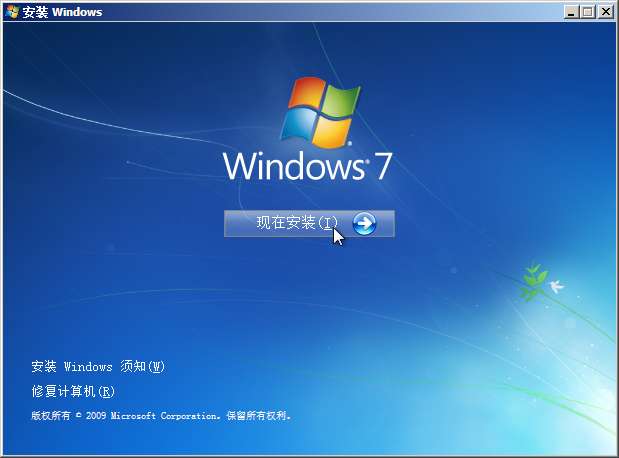 安装 Windows
Windows® 7
现在安装(I)
安装 Windows 须知(W)
修复计算机(R)
版权所有 © 2009 Microsoft Corporation。保留所有权利。